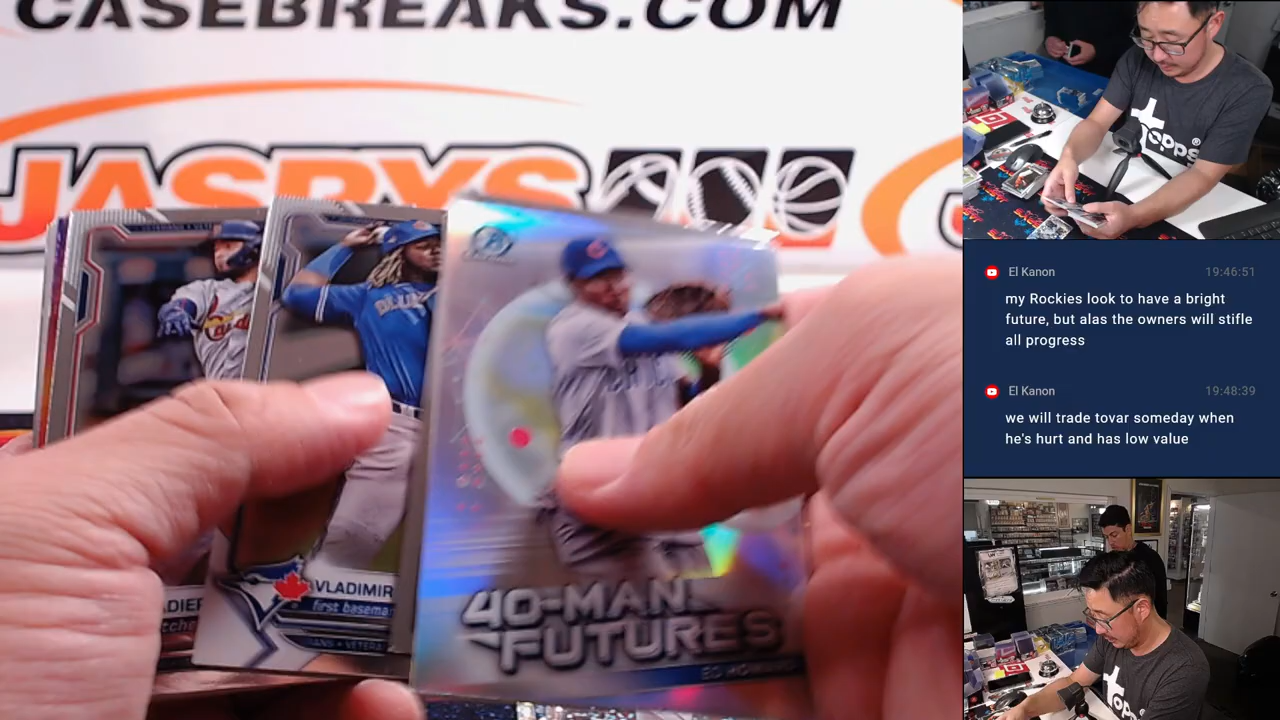 CASEBREAKS.COM
JASPYS
VLADIMIR
first basema
40-MAN
FUTURES
Topps
El Kanon 19:46:51
my Rockies look to have a bright
future, but alas the owners will stifle
all progress
El Kanon 19:48:39
we will trade tovar someday when
he's hurt and has low value